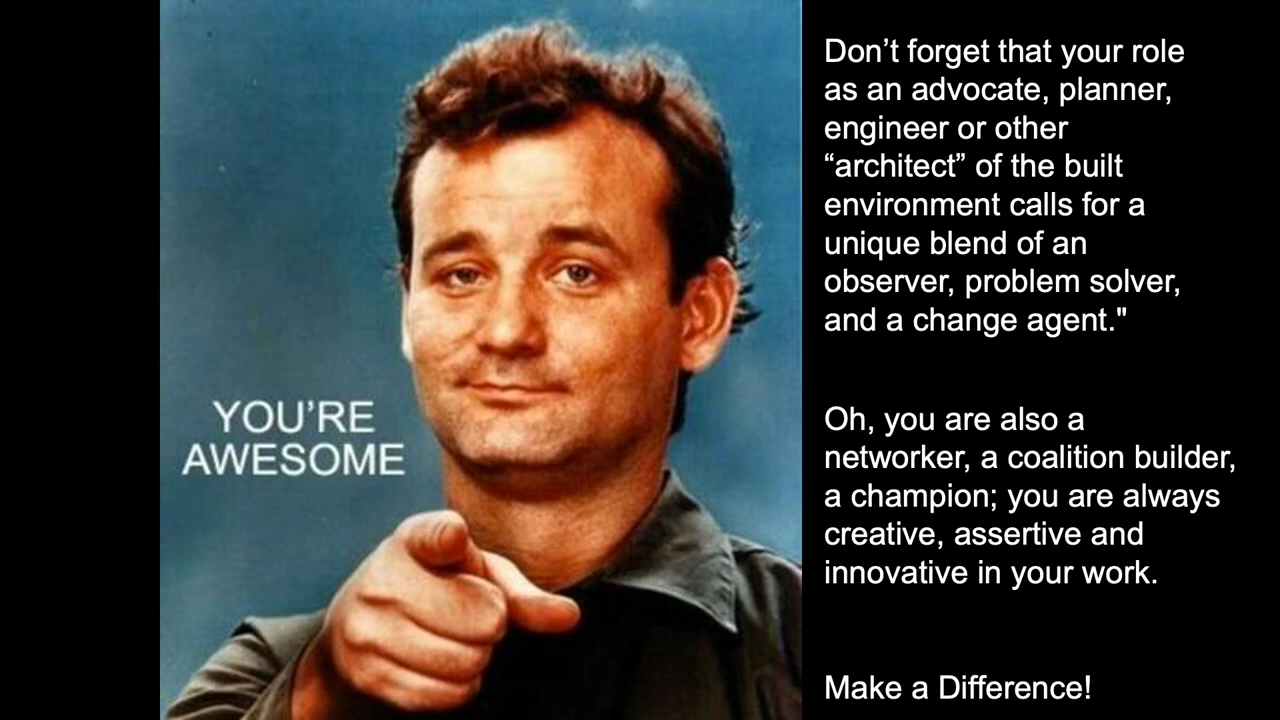 YOU’RE
AWESOME
Don’t forget that your role
as an advocate, planner,
engineer or other
“architect” of the built
environment calls for a
unique blend of an
observer, problem solver,
and a change agent."
Oh, you are also a
networker, a coalition builder,
a champion; you are always
creative, assertive and
innovative in your work.
Make a Difference!